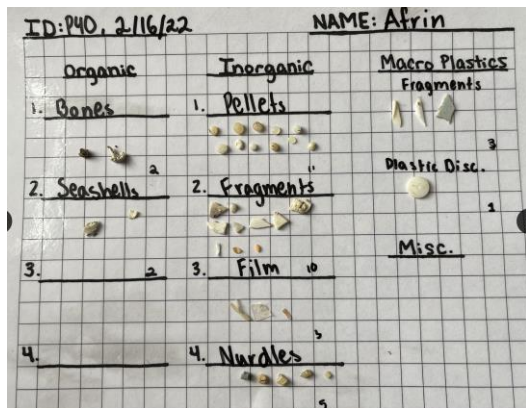 ID: P40, 2/16/22 NAME: Afrin
Organic
1. Bones
2
2. Seashells
3. 2
4.
Inorganic
1. Pellets
11
2. Fragments
3. Film 10
3
4. Nurdles
5
Macro Plastics
Fragments
3
Plastic Disc.
1
Misc.